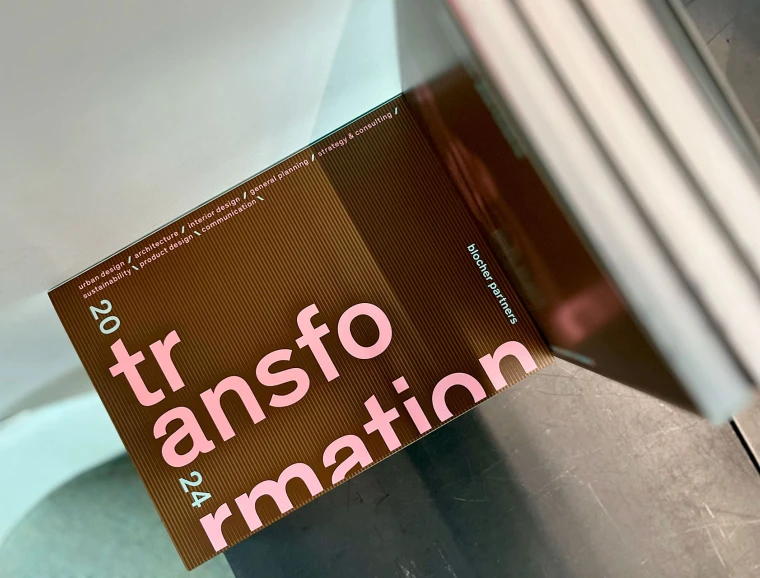 urban design / architecture / interior design / general planning / strategy & consulting /
sustainability \ product design \ communication \
20
tr
ansfo
24
rmation
blocher partners